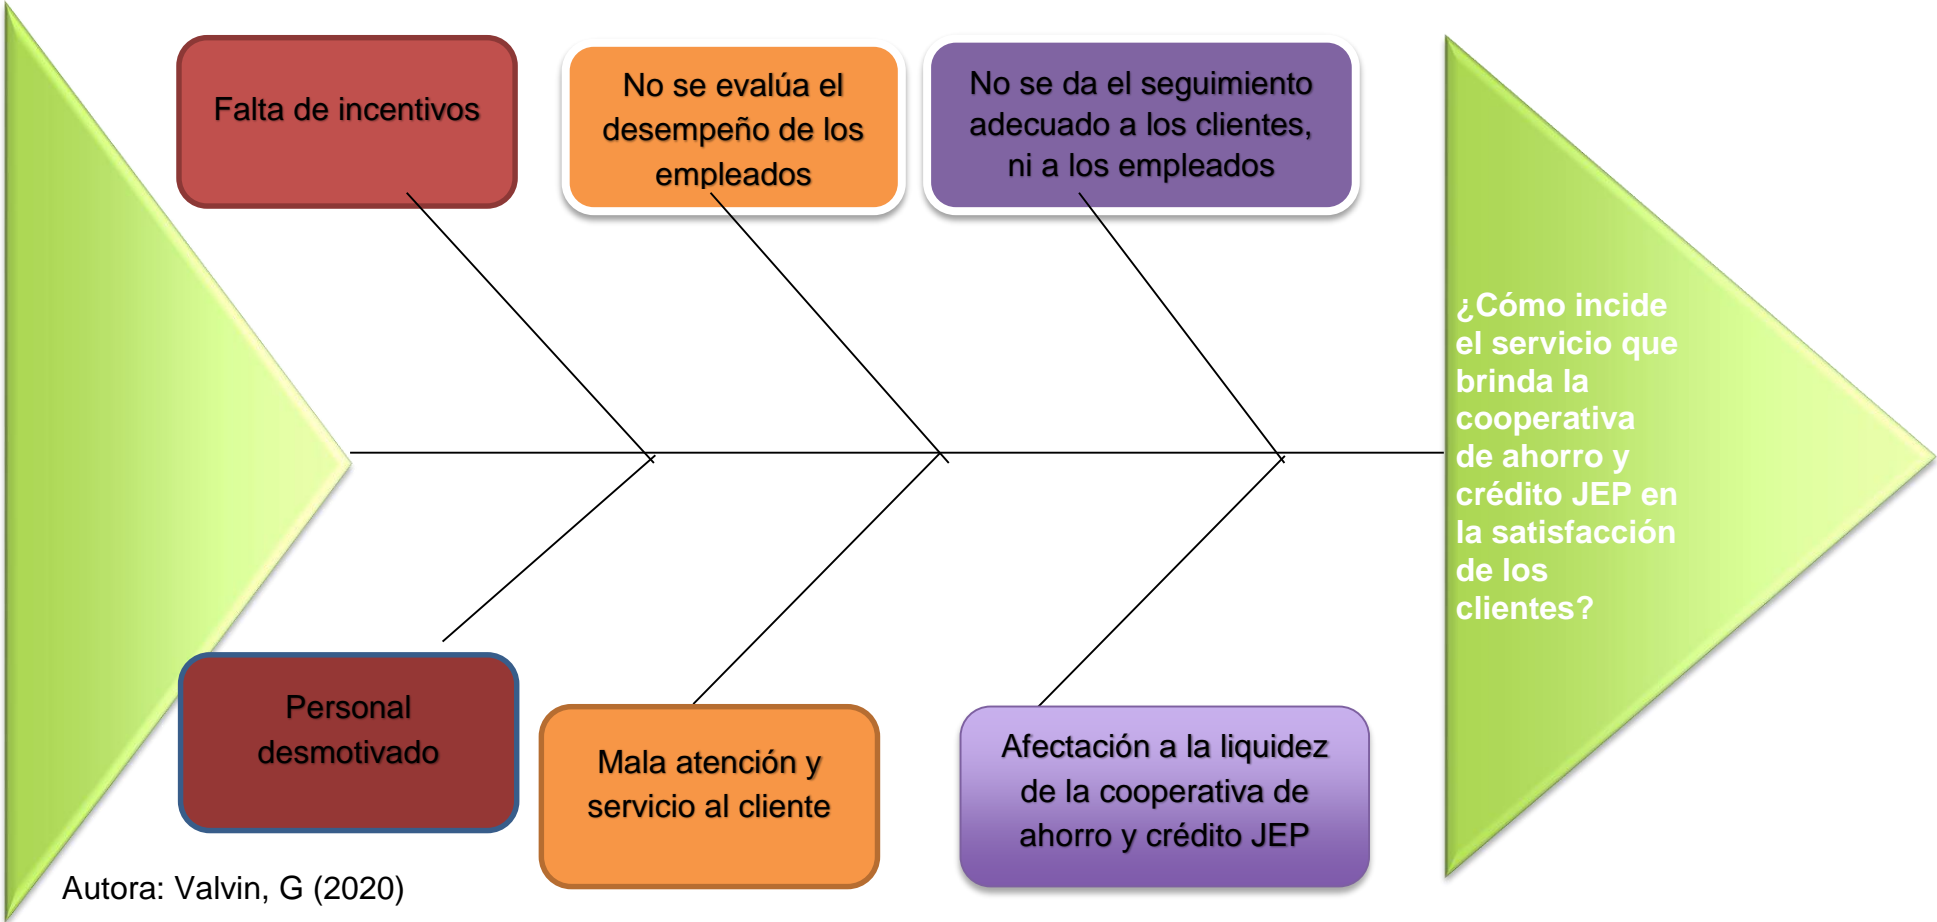 Falta de incentivos
No se evalúa el
desempeño de los
empleados
No se da el seguimiento
adecuado a los clientes,
ni a los empleados
¿Cómo incide
el servicio que
brinda la
cooperativa
de ahorro y
crédito JEP en
la satisfacción
de los
clientes?
Personal
desmotivado
Mala atención y
servicio al cliente
Afectación a la liquidez
de la cooperativa de
ahorro y crédito JEP
Autora: Valvin, G (2020)